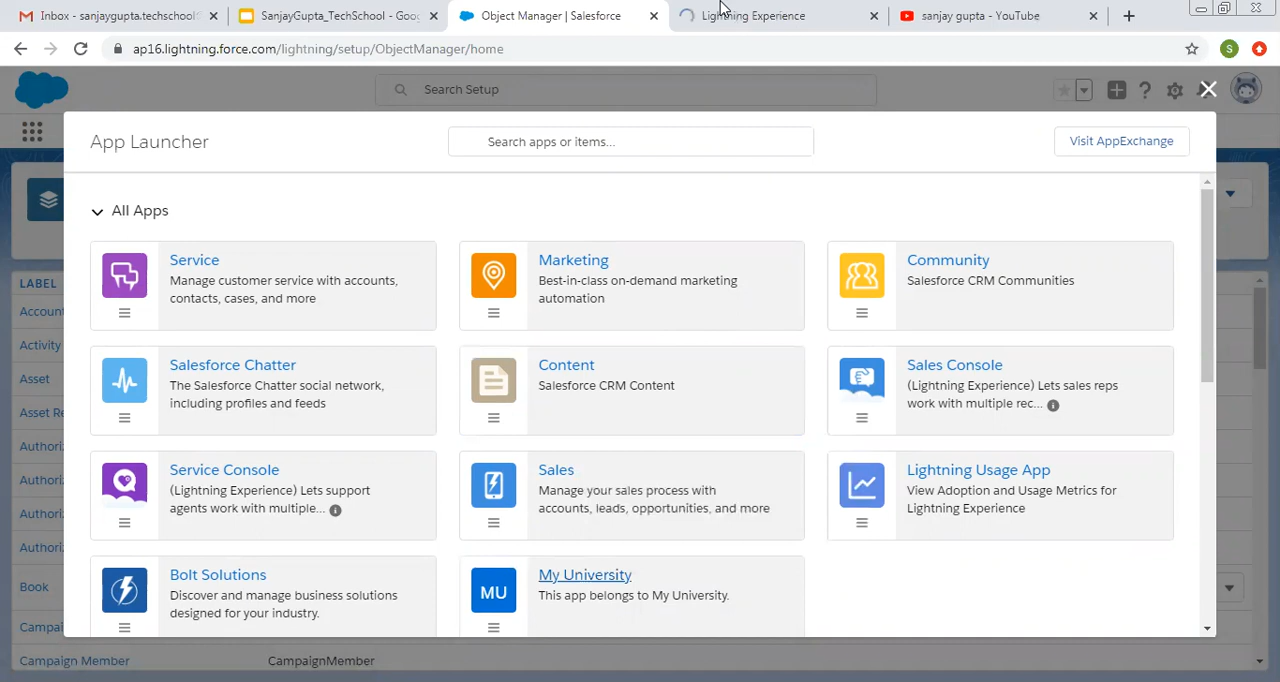 Inbox - sanjaygupta.techschool
SanjayGupta_TechSchool - Goo
Object Manager | Salesforce
Lightning Experience
sanjay gupta - YouTube
ap16.lightning.force.com/lightning/setup/ObjectManager/home
S
Search Setup
App Launcher
Search apps or items...
Visit AppExchange
All Apps
Service
Manage customer service with accounts,
contacts, cases, and more
Marketing
Best-in-class on-demand marketing
automation
Community
Salesforce CRM Communities
Salesforce Chatter
The Salesforce Chatter social network,
including profiles and feeds
Content
Salesforce CRM Content
Sales Console
(Lightning Experience) Lets sales reps
work with multiple rec...
Service Console
(Lightning Experience) Lets support
agents work with multiple...
Sales
Manage your sales process with
accounts, leads, opportunities, and more
Lightning Usage App
View Adoption and Usage Metrics for
Lightning Experience
Bolt Solutions
Discover and manage business solutions
designed for your industry.
MU
My University
This app belongs to My University.
LABEL
Account
Activity
Asset
Asset Re
Authoriz
Authoriz
Authoriz
Authoriz
Book
Campai
Campaign Member
CampaignMember